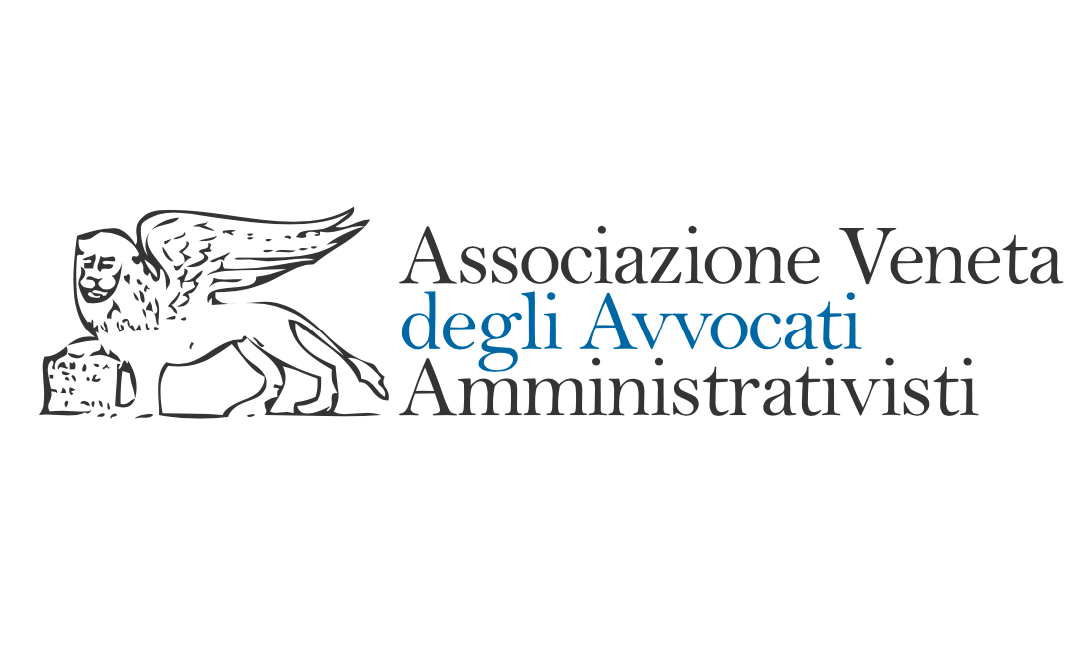 Associazione Veneta
degli Avvocati
Amministrativisti